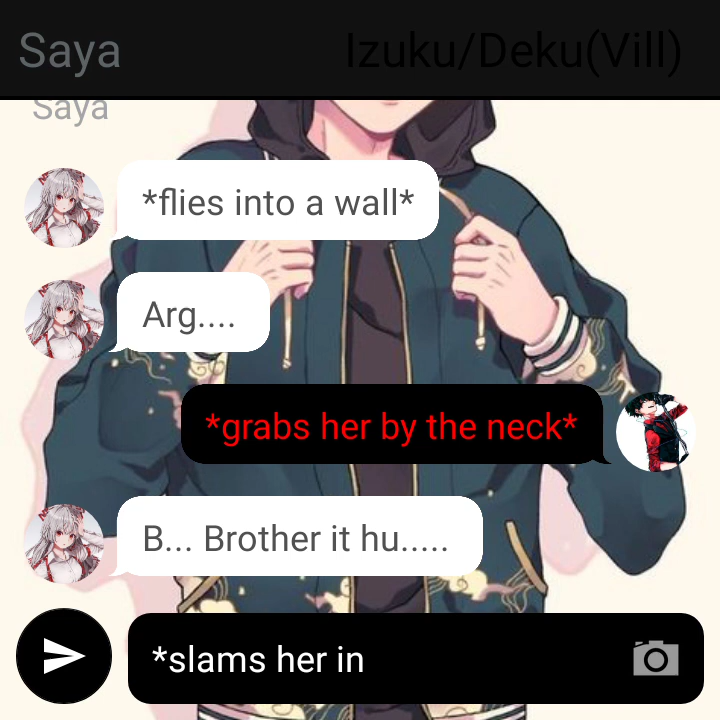 Saya Izuku/Deku(Vill)
Saya
*flies into a wall*
Arg....
*grabs her by the neck*
B... Brother it hu.....
*slams her in